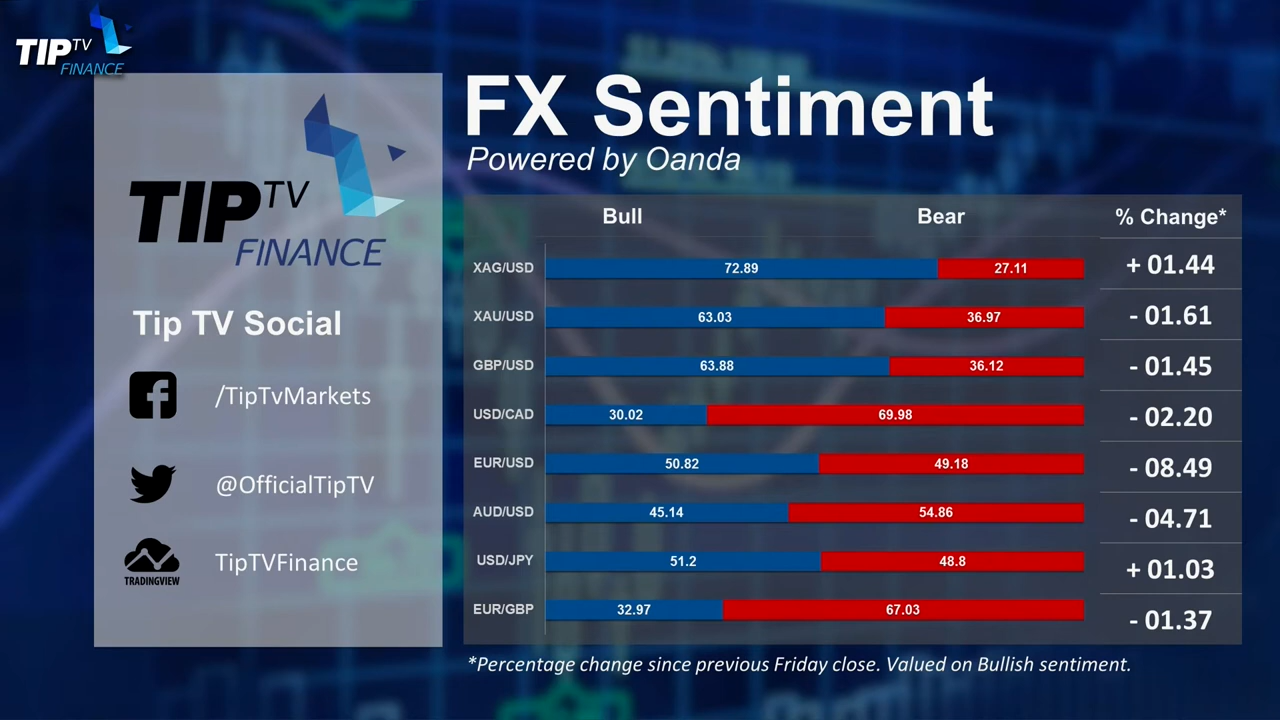 TIP TV
FINANCE
TIP TV
FINANCE
Tip TV Social
/TipTvMarkets
@OfficialTipTV
TRADINGVIEW
TipTVFinance
FX Sentiment
Powered by Oanda
Bull Bear % Change*
XAG/USD 72.89 27.11 + 01.44
XAU/USD 63.03 36.97 - 01.61
GBP/USD 63.88 36.12 - 01.45
USD/CAD 30.02 69.98 - 02.20
EUR/USD 50.82 49.18 - 08.49
AUD/USD 45.14 54.86 - 04.71
USD/JPY 51.2 48.8 + 01.03
EUR/GBP 32.97 67.03 - 01.37
*Percentage change since previous Friday close. Valued on Bullish sentiment.